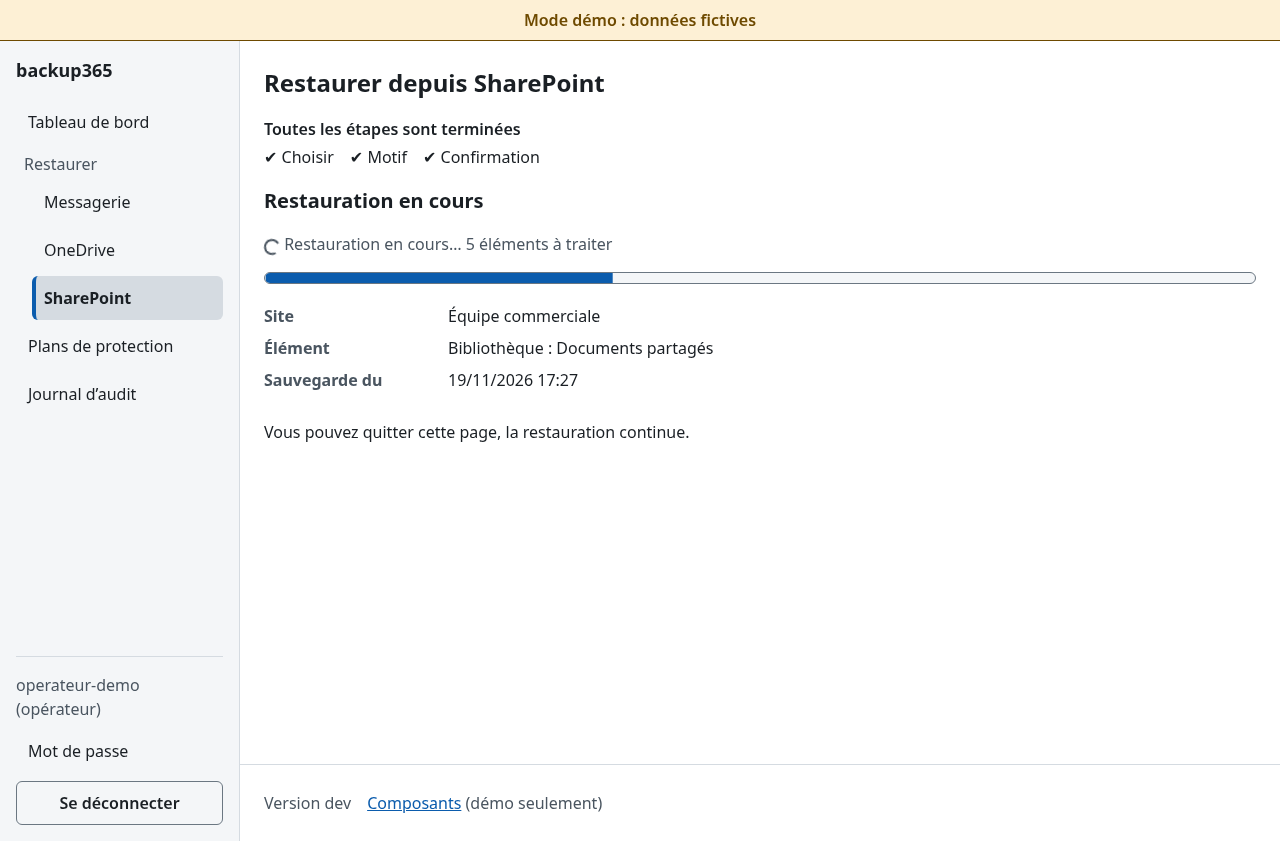 Mode démo : données fictives
backup365
Tableau de bord
Restaurer
Messagerie
OneDrive
SharePoint
Plans de protection
Journal d’audit
operateur-demo
(opérateur)
Mot de passe
Se déconnecter
Restaurer depuis SharePoint
Toutes les étapes sont terminées
✔ Choisir ✔ Motif ✔ Confirmation
Restauration en cours
Restauration en cours... 5 éléments à traiter
Site Équipe commerciale
Élément Bibliothèque : Documents partagés
Sauvegarde du 19/11/2026 17:27
Vous pouvez quitter cette page, la restauration continue.
Version dev Composants (démo seulement)